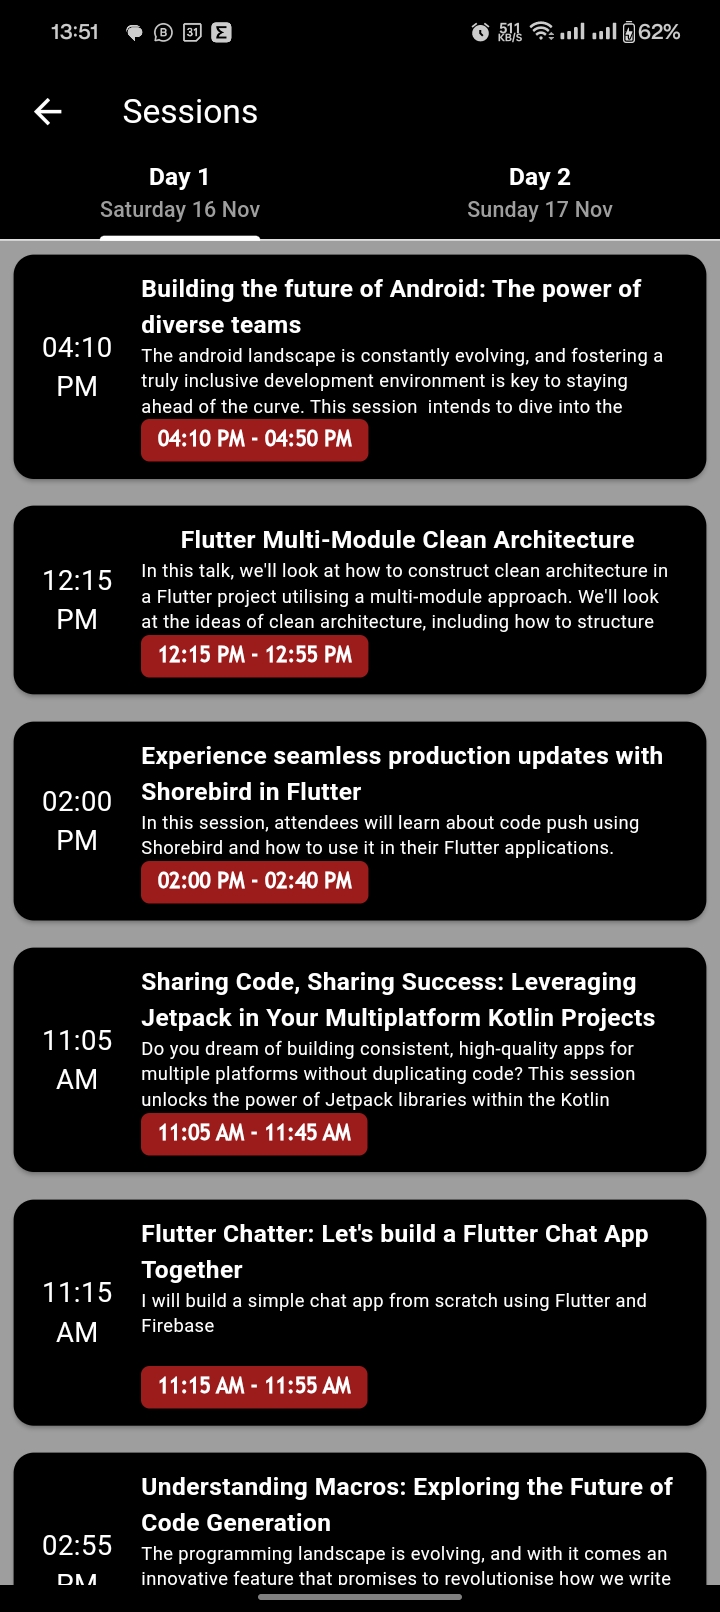 13:51 B 31 Σ 511 KB/S 62%
Sessions
Day 1
Saturday 16 Nov
Day 2
Sunday 17 Nov
04:10
PM
Building the future of Android: The power of
diverse teams
The android landscape is constantly evolving, and fostering a
truly inclusive development environment is key to staying
ahead of the curve. This session  intends to dive into the
04:10 PM - 04:50 PM
12:15
PM
Flutter Multi-Module Clean Architecture
In this talk, we'll look at how to construct clean architecture in
a Flutter project utilising a multi-module approach. We'll look
at the ideas of clean architecture, including how to structure
12:15 PM - 12:55 PM
02:00
PM
Experience seamless production updates with
Shorebird in Flutter
In this session, attendees will learn about code push using
Shorebird and how to use it in their Flutter applications.
02:00 PM - 02:40 PM
11:05
AM
Sharing Code, Sharing Success: Leveraging
Jetpack in Your Multiplatform Kotlin Projects
Do you dream of building consistent, high-quality apps for
multiple platforms without duplicating code? This session
unlocks the power of Jetpack libraries within the Kotlin
11:05 AM - 11:45 AM
11:15
AM
Flutter Chatter: Let's build a Flutter Chat App
Together
I will build a simple chat app from scratch using Flutter and
Firebase
11:15 AM - 11:55 AM
02:55
PM
Understanding Macros: Exploring the Future of
Code Generation
The programming landscape is evolving, and with it comes an
innovative feature that promises to revolutionise how we write